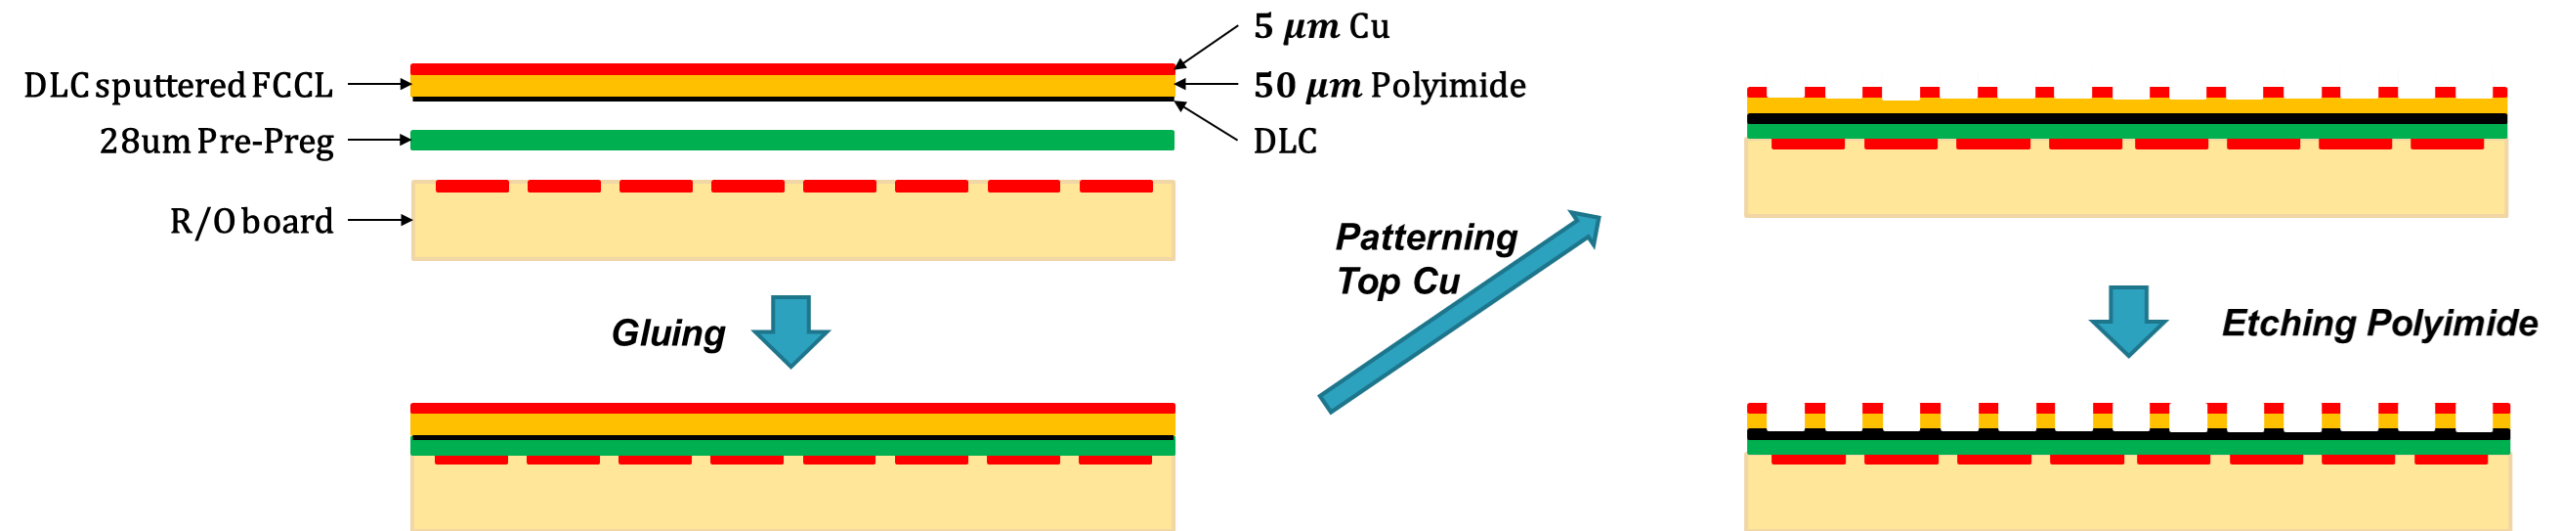 5 μm Cu
DLC sputtered FCCL
50 μm Polyimide
28um Pre-Preg
DLC
R/O board
Patterning
Top Cu
Gluing
Etching Polyimide